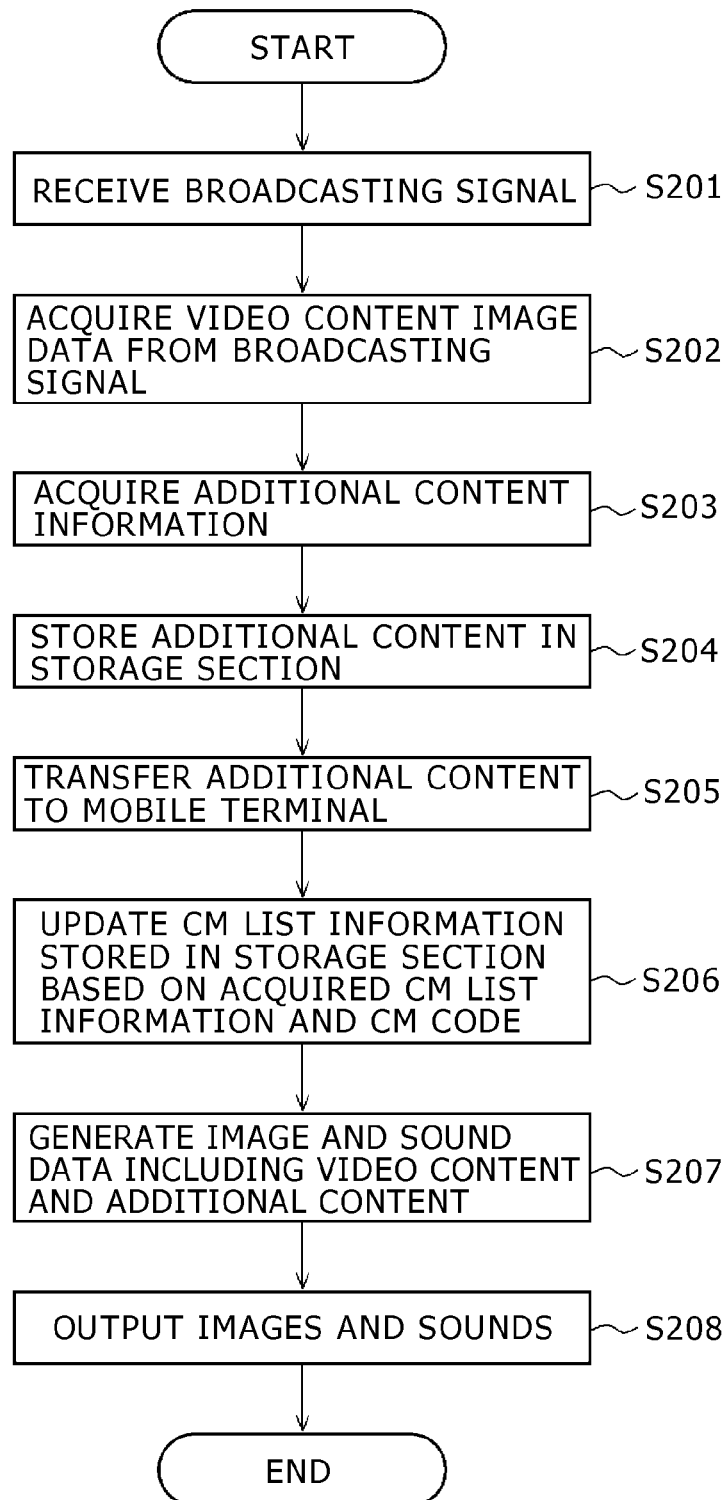 START
RECEIVE BROADCASTING SIGNAL
S201
ACQUIRE VIDEO CONTENT IMAGE
DATA FROM BROADCASTING
SIGNAL
S202
ACQUIRE ADDITIONAL CONTENT
INFORMATION
S203
STORE ADDITIONAL CONTENT IN
STORAGE SECTION
S204
TRANSFER ADDITIONAL CONTENT
TO MOBILE TERMINAL
S205
UPDATE CM LIST INFORMATION
STORED IN STORAGE SECTION
BASED ON ACQUIRED CM LIST
INFORMATION AND CM CODE
S206
GENERATE IMAGE AND SOUND
DATA INCLUDING VIDEO CONTENT
AND ADDITIONAL CONTENT
S207
OUTPUT IMAGES AND SOUNDS
S208
END